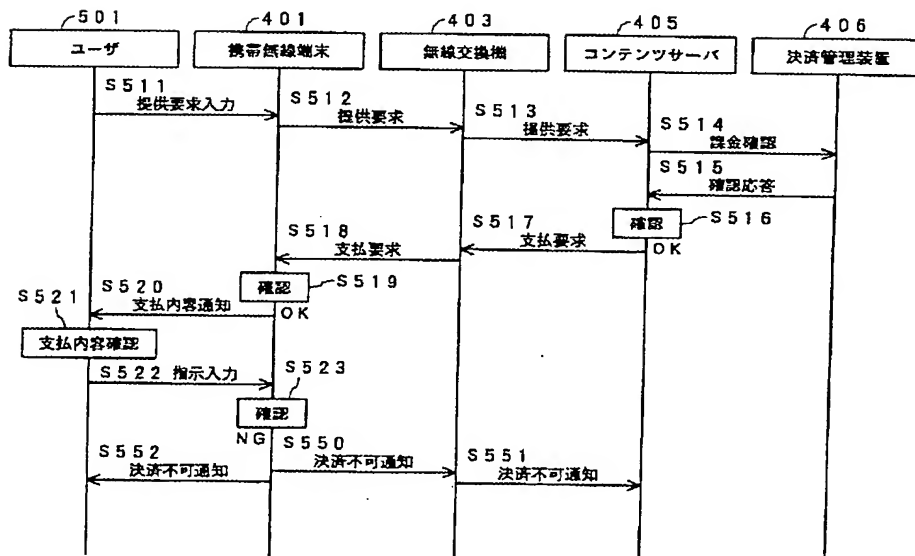 501
401
403
405
406
ユーザ
携帯無線端末
無線交換機
コンテンツサーバ
決済管理装置
S511
提供要求入力
S512
提供要求
S513
提供要求
S514
課金確認
S515
確認応答
確認
S516
OK
S517
支払要求
S518
支払要求
確認
S519
OK
S520
支払内容通知
S521
支払内容確認
S522 指示入力
S523
確認
NG
S550
決済不可通知
S551
決済不可通知
S552
決済不可通知